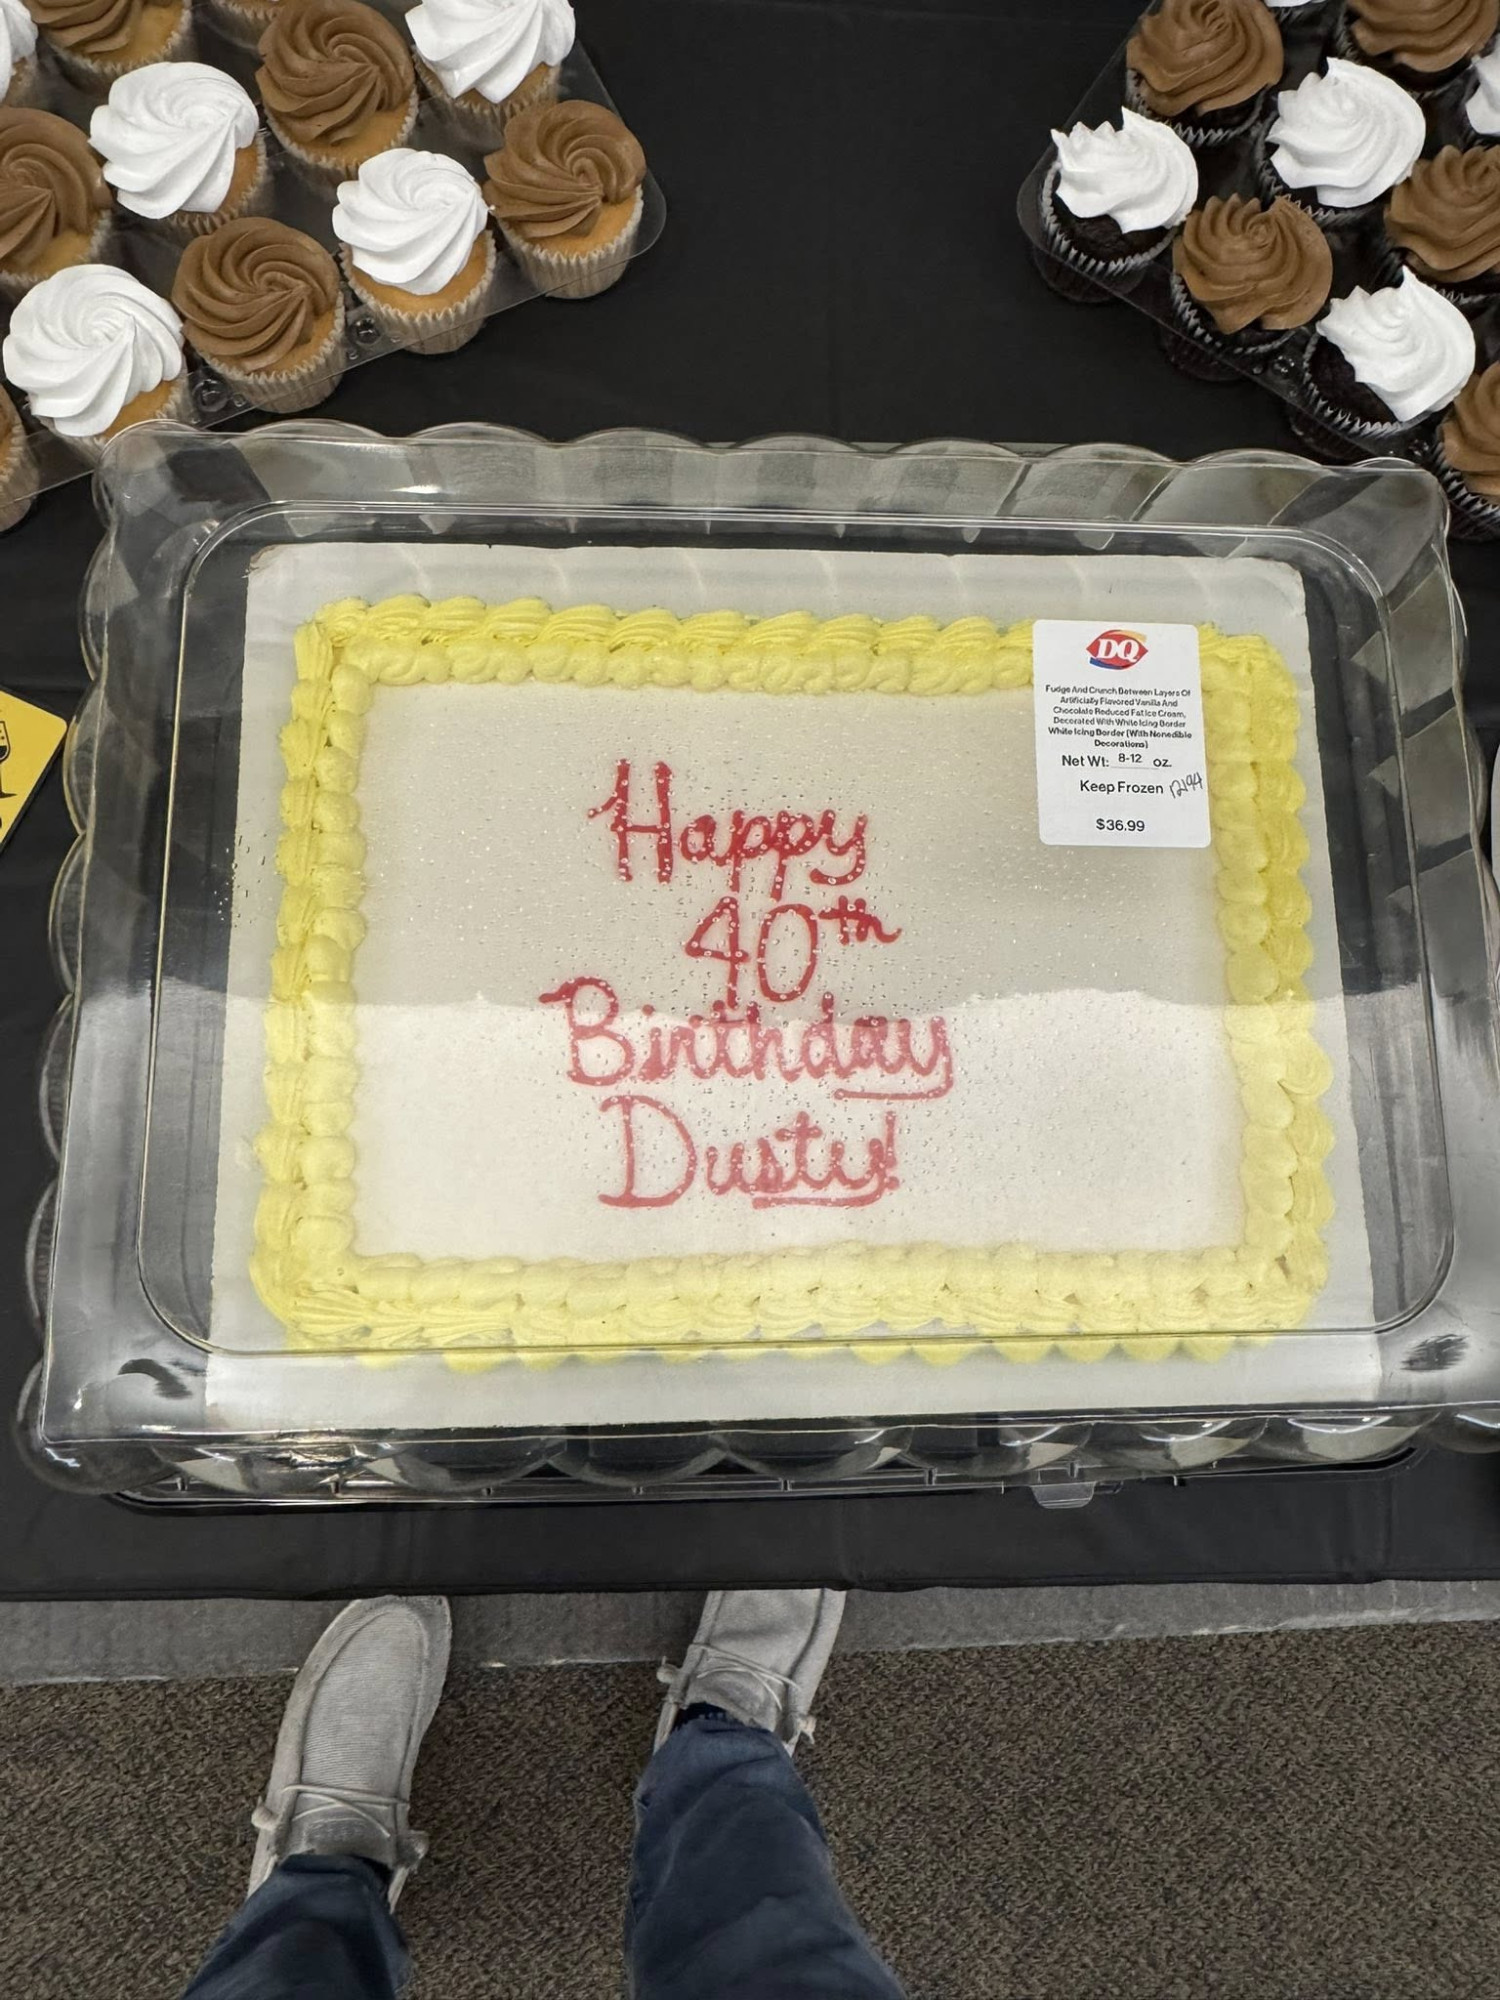 DQ
Fudge And Crunch Between Layers Of
Artificially Flavored Vanilla And
Chocolate Reduced Fat Ice Cream,
Decorated With White Icing Border
White Icing Border (With Nonedible
Decorations)
Net Wt: 8-12 oz.
Keep Frozen
$36.99
Happy
40th
Birthday
Dusty!